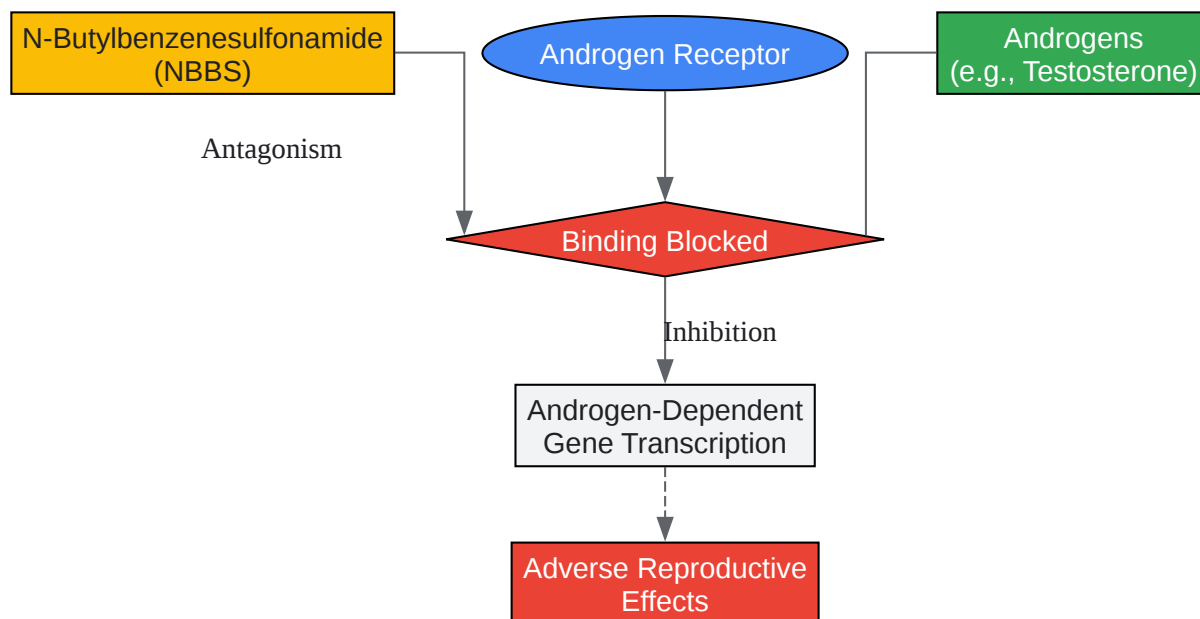 N-Butylbenzenesulfonamide
(NBBS)
Androgen Receptor
Androgens
(e.g., Testosterone)
Antagonism
Binding Blocked
Inhibition
Androgen-Dependent
Gene Transcription
Adverse Reproductive
Effects